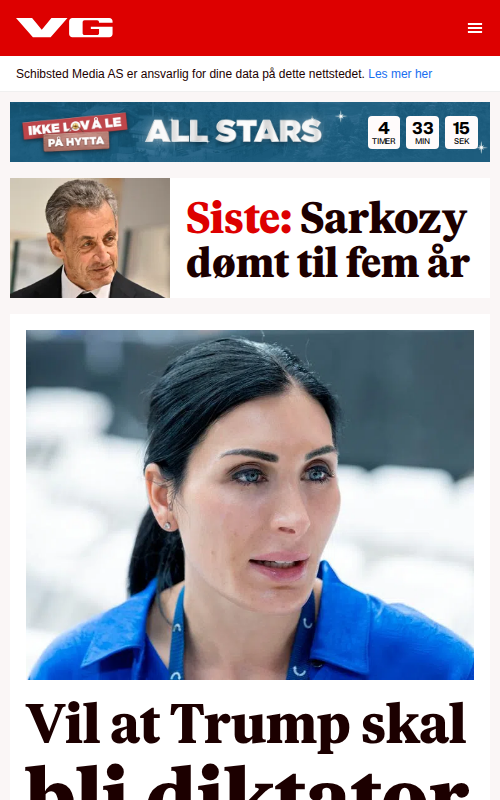 VG
Schibsted Media AS er ansvarlig for dine data på dette nettstedet. Les mer her
IKKE LOV Å LE
PÅ HYTTA
ALL STARS
4 33 15
TIMER MIN SEK
Siste: Sarkozy
dømt til fem år
Vil at Trump skal
bli diktator